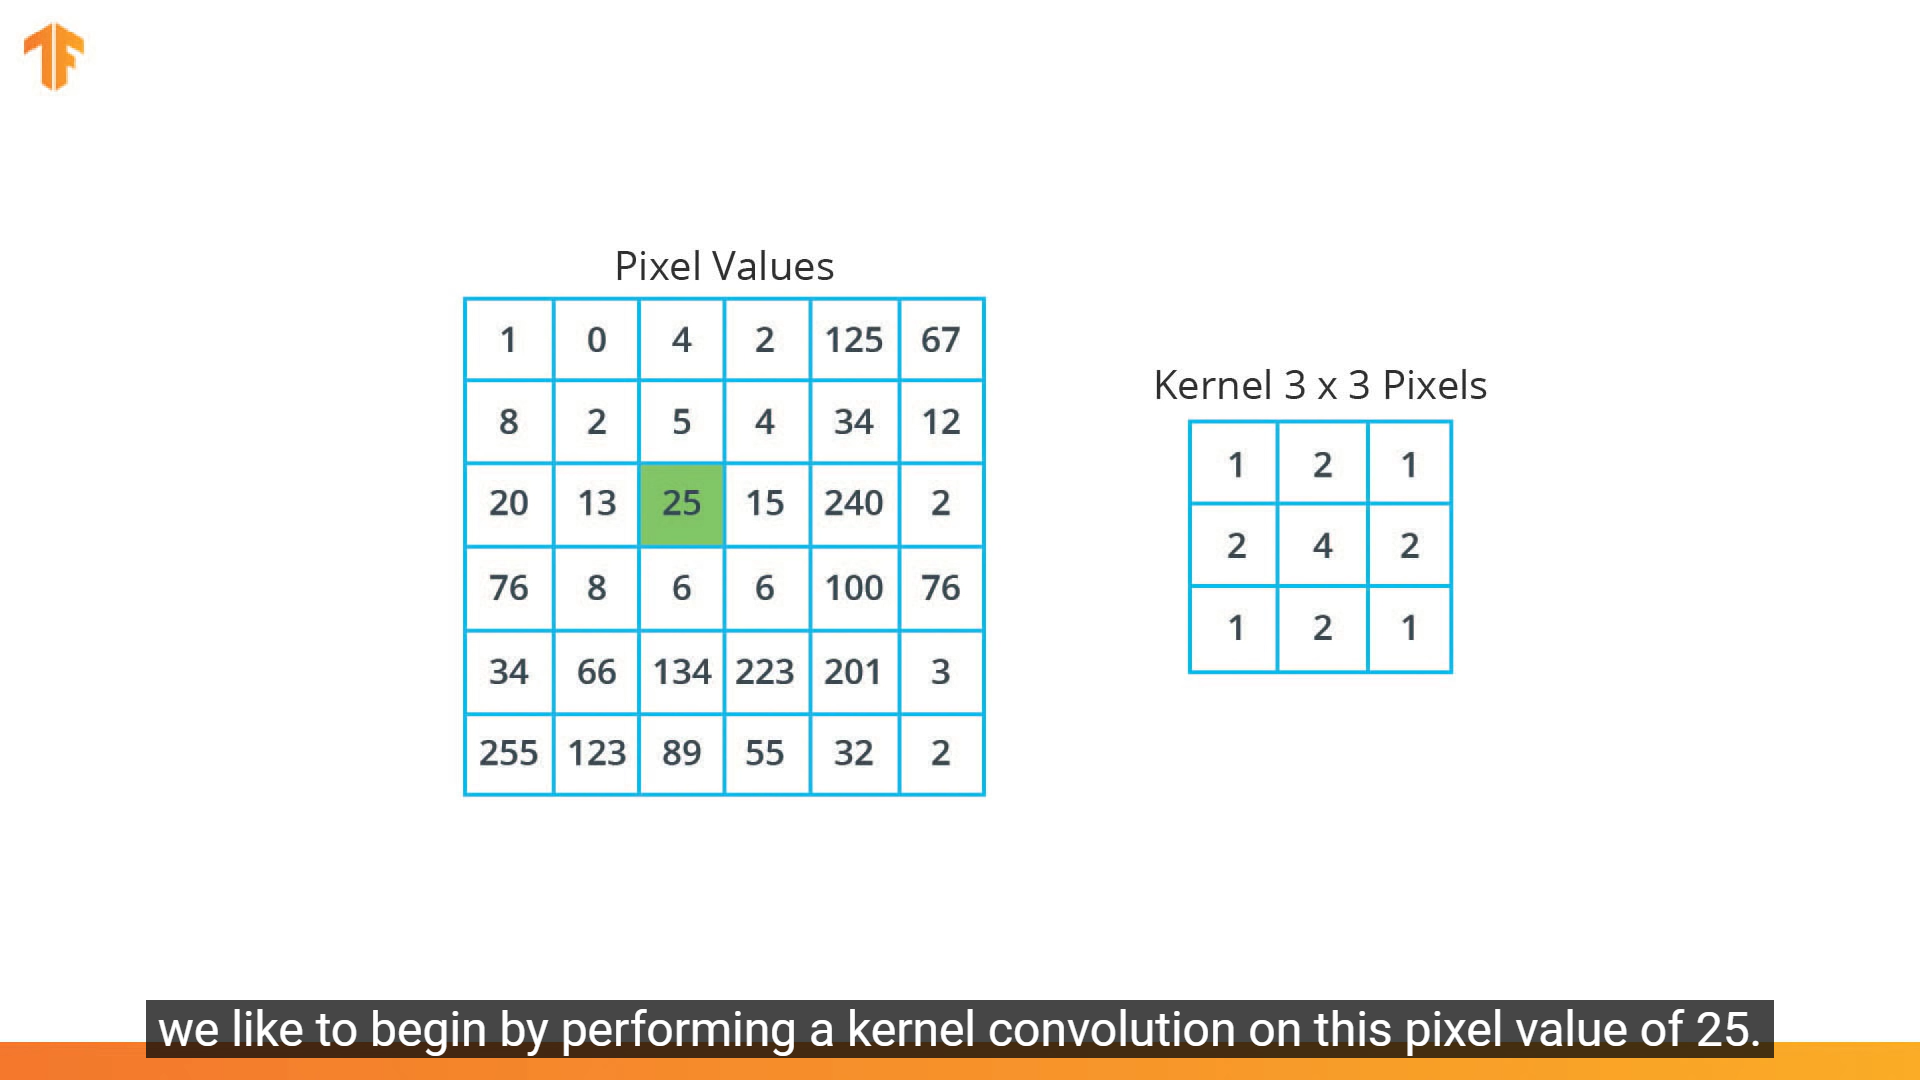 Pixel Values
1 0 4 2 125 67
8 2 5 4 34 12
20 13 25 15 240 2
76 8 6 6 100 76
34 66 134 223 201 3
255 123 89 55 32 2
Kernel 3 x 3 Pixels
1 2 1
2 4 2
1 2 1
we like to begin by performing a kernel convolution on this pixel value of 25.